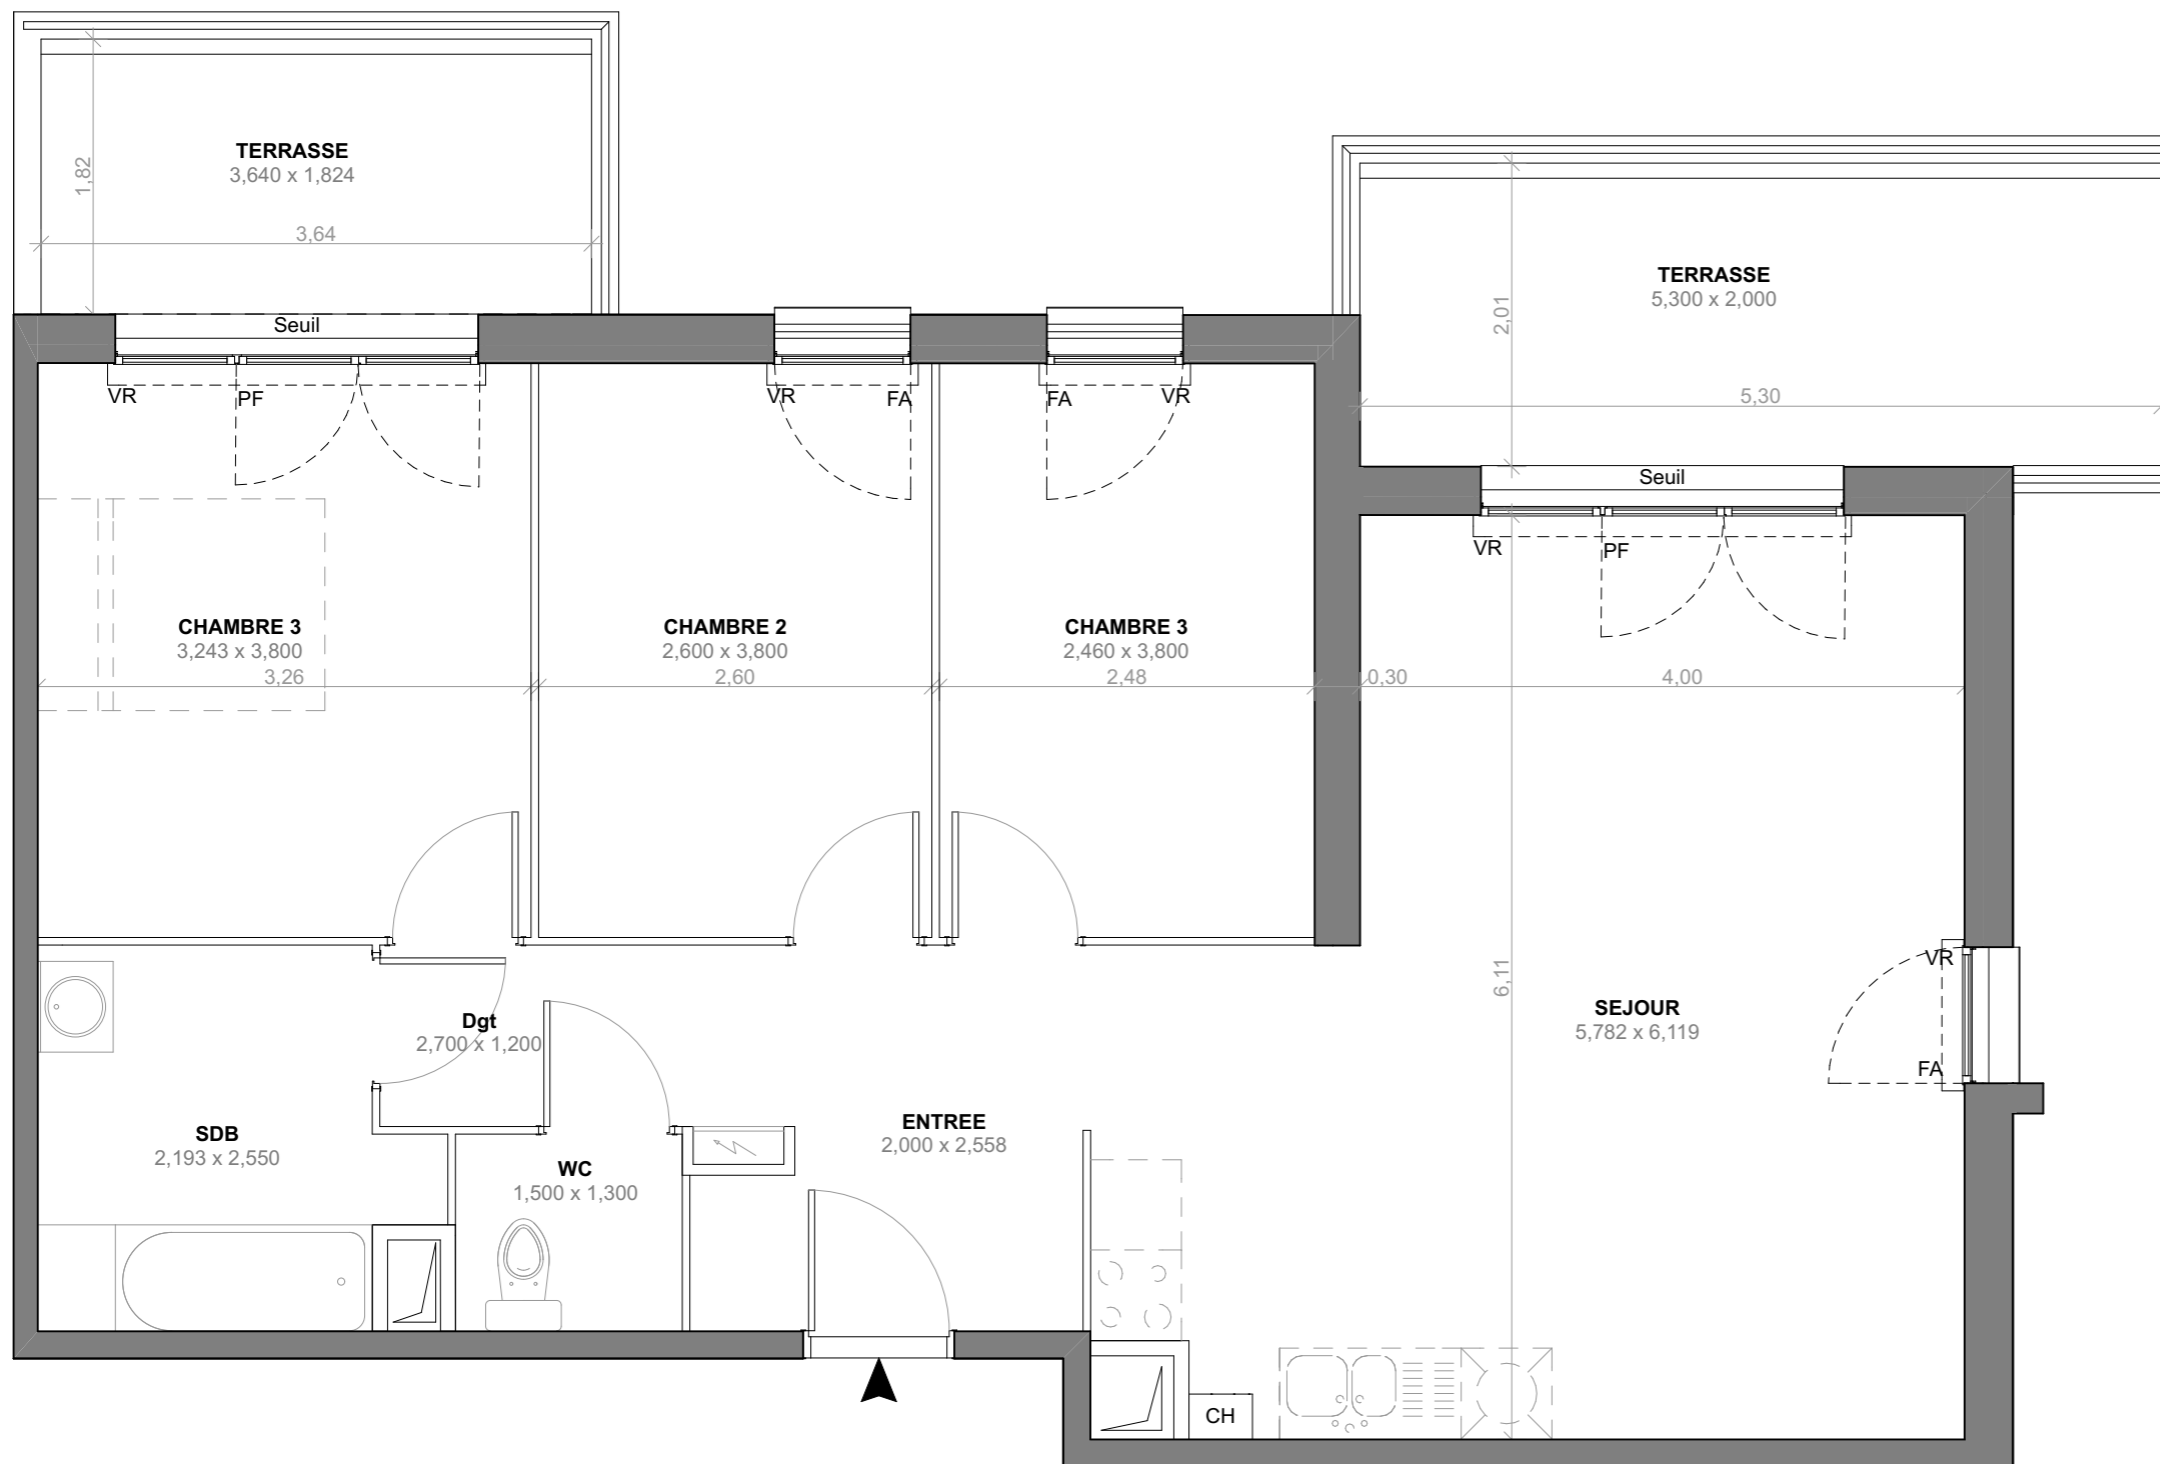 TERRASSE
3,640 x 1,824
1,82
3,64
Seuil
VR
PF
VR
FA
FA
VR
TERRASSE
5,300 x 2,000
2,01
5,30
Seuil
VR
PF
CHAMBRE 3
3,243 x 3,800
3,26
CHAMBRE 2
2,600 x 3,800
2,60
CHAMBRE 3
2,460 x 3,800
2,48
0,30
4,00
6,11
VR
FA
SEJOUR
5,782 x 6,119
Dgt
2,700 x 1,200
SDB
2,193 x 2,550
WC
1,500 x 1,300
ENTREE
2,000 x 2,558
CH